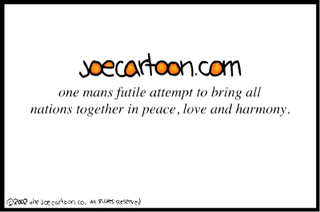 joecartoon.com
one mans futile attempt to bring all
nations together in peace, love and harmony.
©2002 the joecartoon co. All Rights Reserved